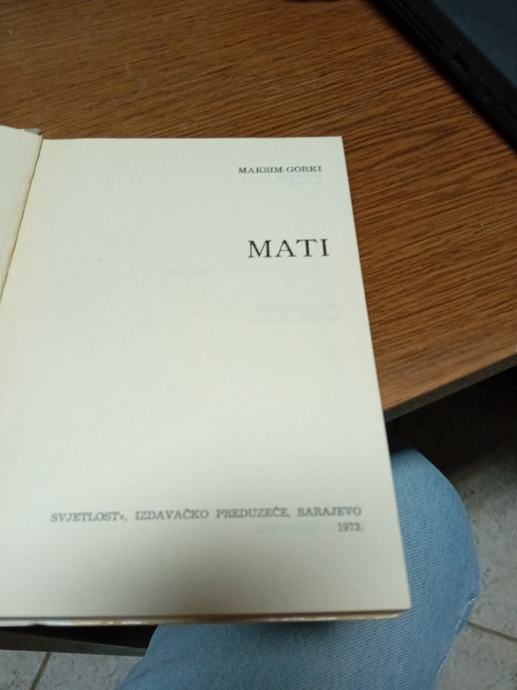 MAKSIM GORKI
MATI
SVJETLOST«, IZDAVAČKO PREDUZEĆE, SARAJEVO
1973.